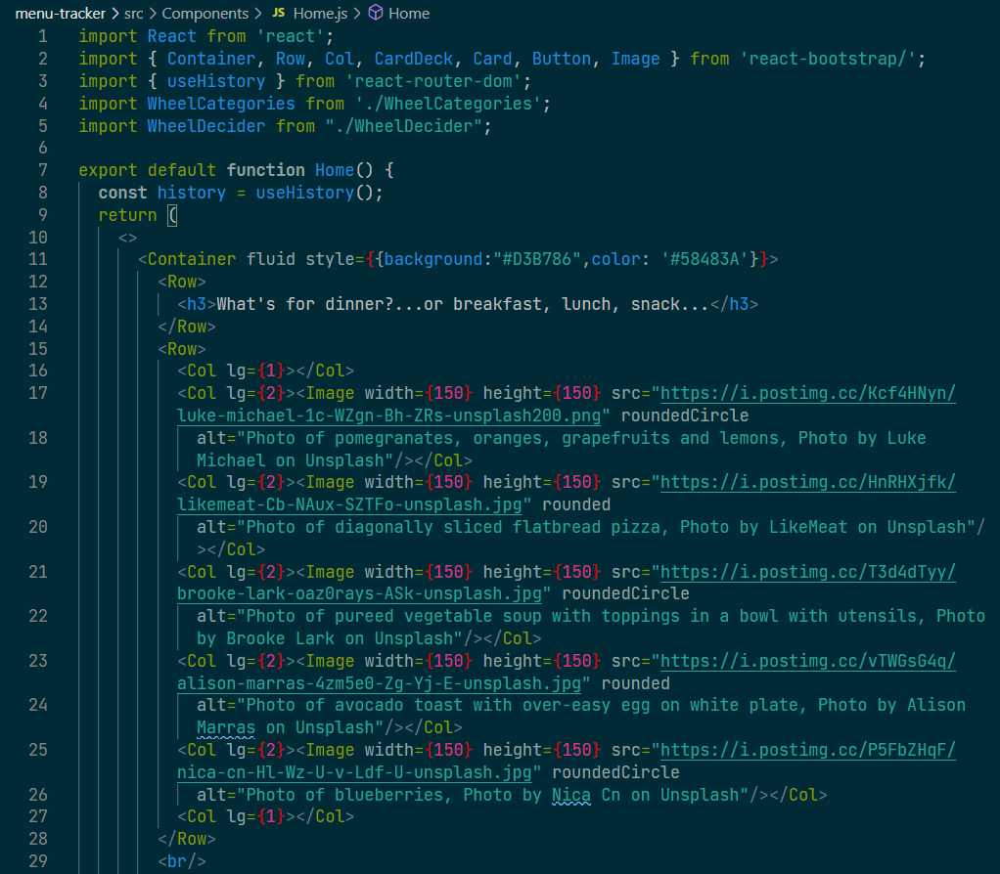 menu-tracker > src > Components > JS Home.js > Home
1 import React from 'react';
2 import { Container, Row, Col, CardDeck, Card, Button, Image } from 'react-bootstrap/';
3 import { useHistory } from 'react-router-dom';
4 import WheelCategories from './WheelCategories';
5 import WheelDecider from "./WheelDecider";
6
7 export default function Home() {
8 const history = useHistory();
9 return (
10 <>
11 <Container fluid style={{background:"#D3B786",color: '#58483A'}}>
12 <Row>
13 <h3>What's for dinner?...or breakfast, lunch, snack...</h3>
14 </Row>
15 <Row>
16 <Col lg={1}></Col>
17 <Col lg={2}><Image width={150} height={150} src="https://i.postimg.cc/Kcf4HNyn/
luke-michael-1c-WZgn-Bh-ZRs-unsplash200.png" roundedCircle
18 alt="Photo of pomegranates, oranges, grapefruits and lemons, Photo by Luke
Michael on Unsplash"/></Col>
19 <Col lg={2}><Image width={150} height={150} src="https://i.postimg.cc/HnRHXjfk/
likemeat-Cb-NAux-SZTFo-unsplash.jpg" rounded
20 alt="Photo of diagonally sliced flatbread pizza, Photo by LikeMeat on Unsplash"/
></Col>
21 <Col lg={2}><Image width={150} height={150} src="https://i.postimg.cc/T3d4dTyy/
brooke-lark-oaz0rays-ASk-unsplash.jpg" roundedCircle
22 alt="Photo of pureed vegetable soup with toppings in a bowl with utensils, Photo
by Brooke Lark on Unsplash"/></Col>
23 <Col lg={2}><Image width={150} height={150} src="https://i.postimg.cc/vTWGsG4q/
alison-marras-4zm5e0-Zg-Yj-E-unsplash.jpg" rounded
24 alt="Photo of avocado toast with over-easy egg on white plate, Photo by Alison
Marras on Unsplash"/></Col>
25 <Col lg={2}><Image width={150} height={150} src="https://i.postimg.cc/P5FbZHqF/
nica-cn-Hl-Wz-U-v-Ldf-U-unsplash.jpg" roundedCircle
26 alt="Photo of blueberries, Photo by Nica Cn on Unsplash"/></Col>
27 <Col lg={1}></Col>
28 </Row>
29 <br/>